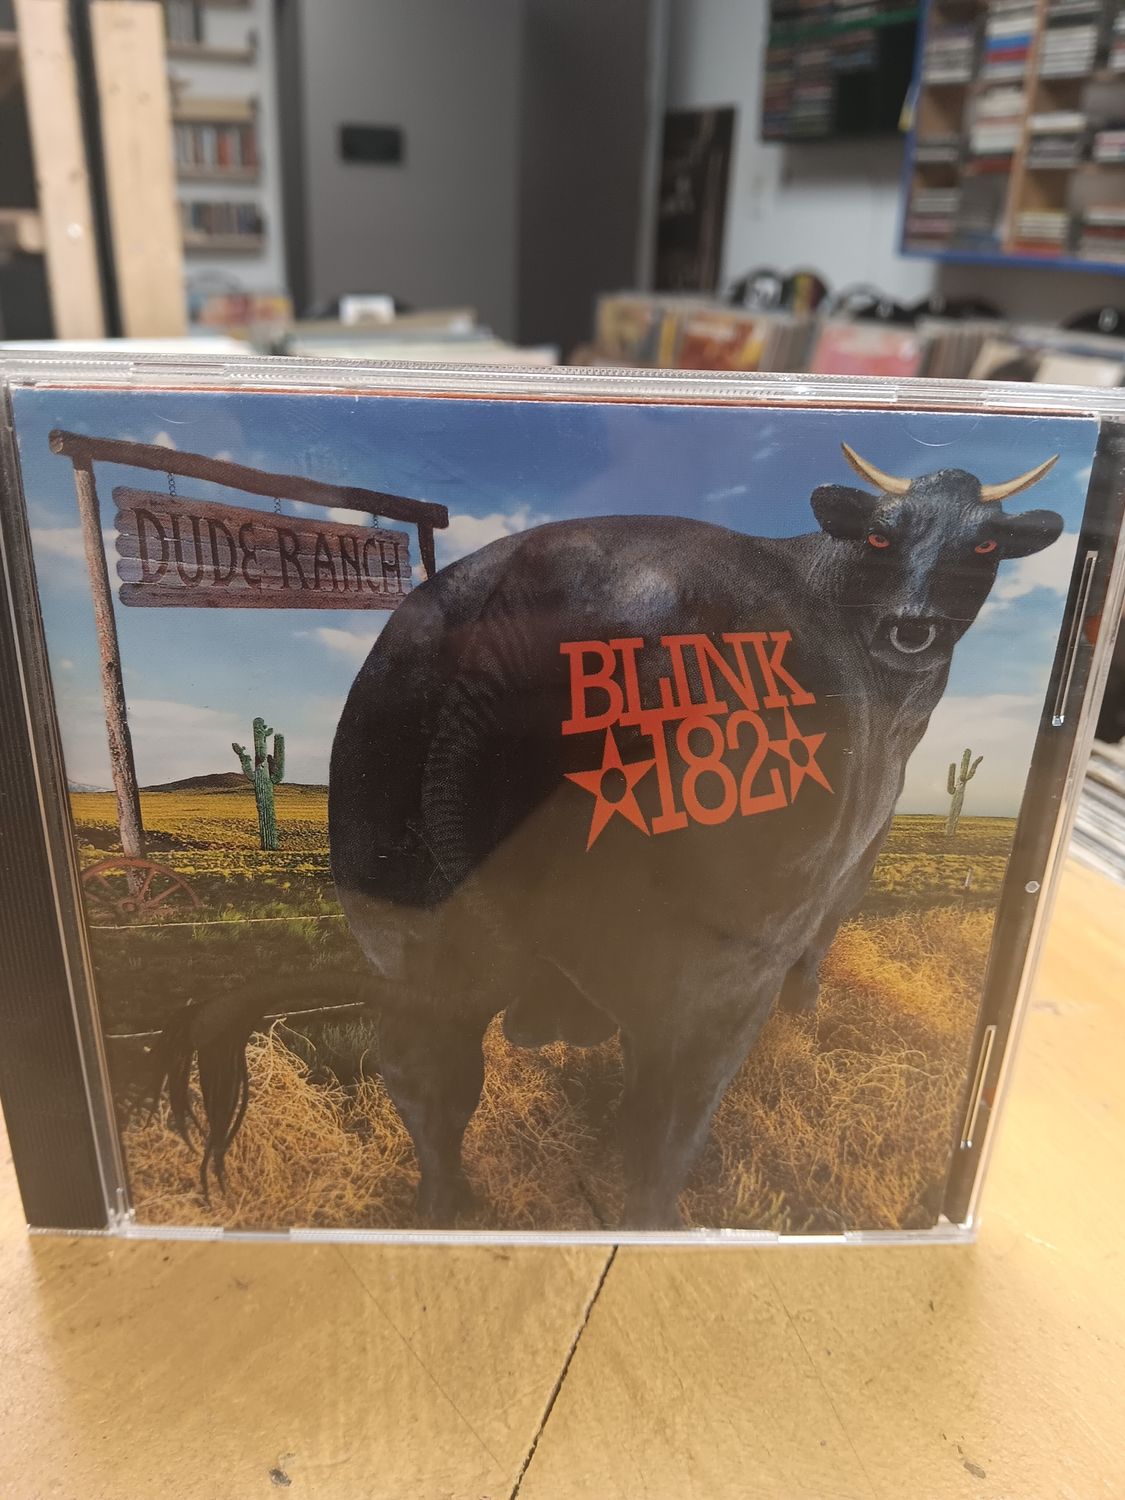 DUDE RANCH
BLINK
182